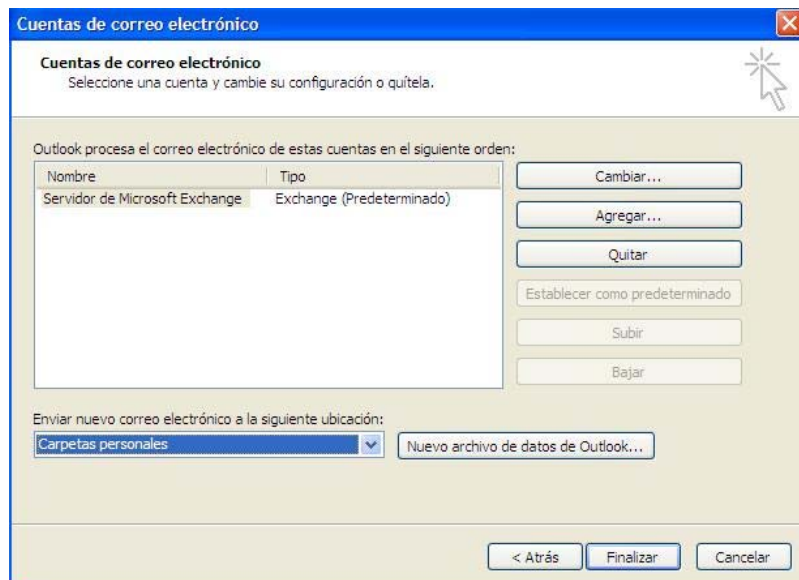 Cuentas de correo electrónico
Cuentas de correo electrónico
Seleccione una cuenta y cambie su configuración o quítela.
Outlook procesa el correo electrónico de estas cuentas en el siguiente orden:
Nombre Tipo
Servidor de Microsoft Exchange Exchange (Predeterminado)
Cambiar...
Agregar...
Quitar
Establecer como predeterminado
Subir
Bajar
Enviar nuevo correo electrónico a la siguiente ubicación:
Carpetas personales
Nuevo archivo de datos de Outlook...
< Atrás Finalizar Cancelar